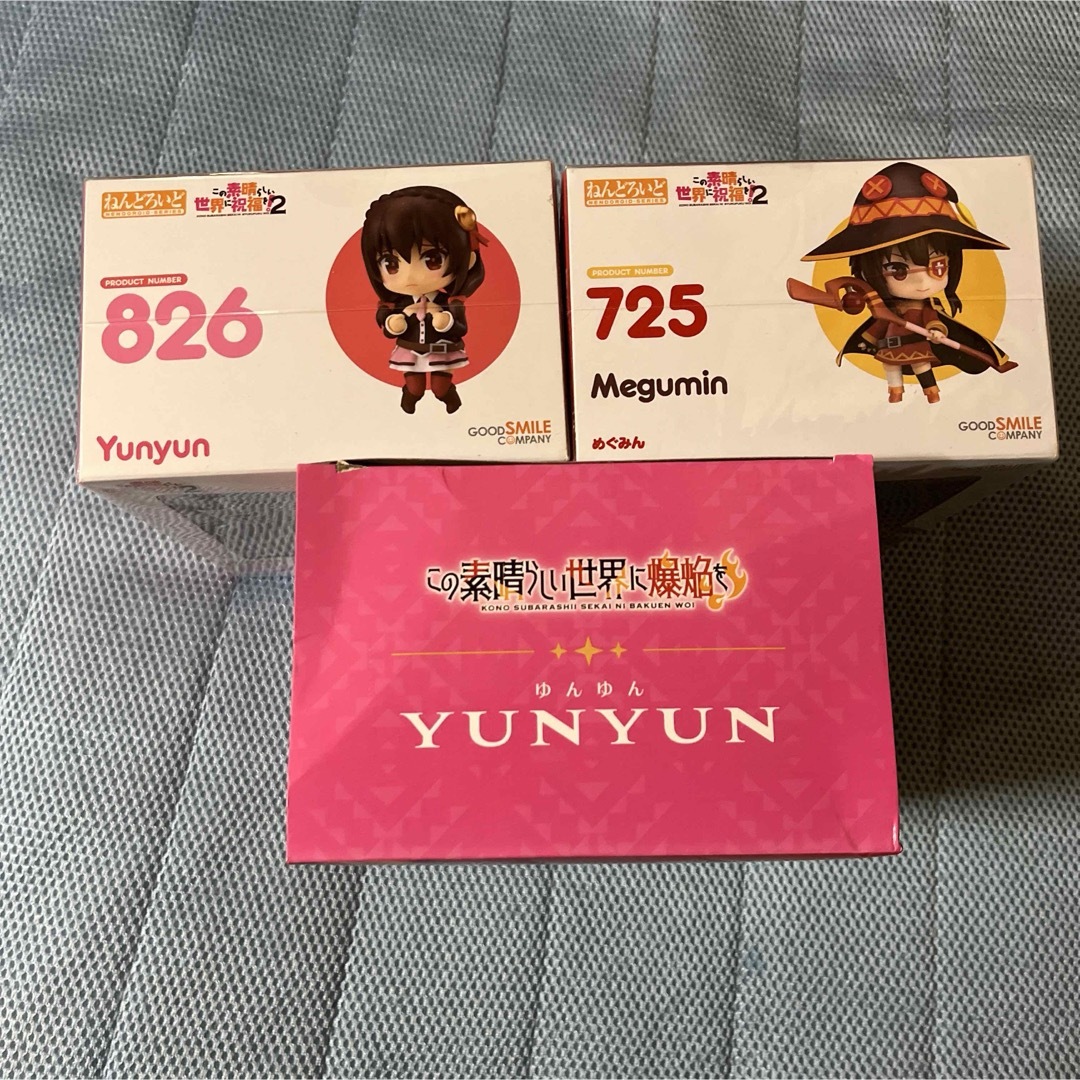 ねんどろいど
NENDOROID SERIES
この素晴らしい
世界に祝福を!2
PRODUCT NUMBER
826
Yunyun
GOODSMILE
COMPANY
ねんどろいど
NENDOROID SERIES
この素晴らしい
世界に祝福を!2
PRODUCT NUMBER
725
Megumin
めぐみん
GOODSMILE
COMPANY
この素晴らしい世界に爆焔を
KONO SUBARASHII SEKAI NI BAKUEN WO!
ゆんゆん
YUNYUN